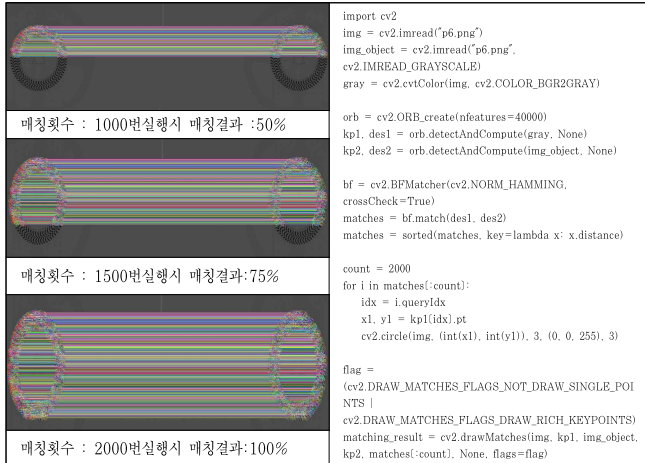 매칭횟수 : 1000번실행시 매칭결과 :50%
매칭횟수 : 1500번실행시 매칭결과:75%
매칭횟수 : 2000번실행시 매칭결과:100%
import cv2
img = cv2.imread("p6.png")
img_object = cv2.imread("p6.png",
cv2.IMREAD_GRAYSCALE)
gray = cv2.cvtColor(img, cv2.COLOR_BGR2GRAY)
orb = cv2.ORB_create(nfeatures=40000)
kp1, des1 = orb.detectAndCompute(gray, None)
kp2, des2 = orb.detectAndCompute(img_object, None)
bf = cv2.BFMatcher(cv2.NORM_HAMMING,
crossCheck=True)
matches = bf.match(des1, des2)
matches = sorted(matches, key=lambda x: x.distance)
count = 2000
for i in matches[:count]:
idx = i.queryIdx
x1, y1 = kp1[idx].pt
cv2.circle(img, (int(x1), int(y1)), 3, (0, 0, 255), 3)
flag =
(cv2.DRAW_MATCHES_FLAGS_NOT_DRAW_SINGLE_POI
NTS |
cv2.DRAW_MATCHES_FLAGS_DRAW_RICH_KEYPOINTS)
matching_result = cv2.drawMatches(img, kp1, img_object,
kp2, matches[:count], None, flags=flag)